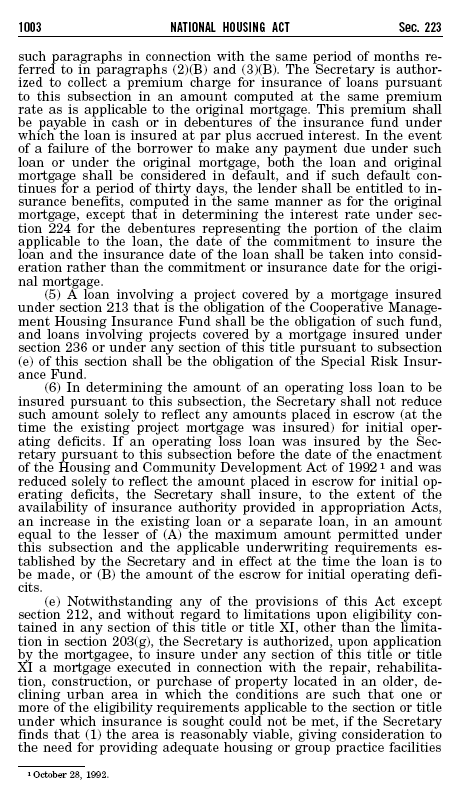 1003 NATIONAL HOUSING ACT Sec. 223
such paragraphs in connection with the same period of months re-
ferred to in paragraphs (2)(B) and (3)(B). The Secretary is author-
ized to collect a premium charge for insurance of loans pursuant
to this subsection in an amount computed at the same premium
rate as is applicable to the original mortgage. This premium shall
be payable in cash or in debentures of the insurance fund under
which the loan is insured at par plus accrued interest. In the event
of a failure of the borrower to make any payment due under such
loan or under the original mortgage, both the loan and original
mortgage shall be considered in default, and if such default con-
tinues for a period of thirty days, the lender shall be entitled to in-
surance benefits, computed in the same manner as for the original
mortgage, except that in determining the interest rate under sec-
tion 224 for the debentures representing the portion of the claim
applicable to the loan, the date of the commitment to insure the
loan and the insurance date of the loan shall be taken into consid-
eration rather than the commitment or insurance date for the origi-
nal mortgage.
(5) A loan involving a project covered by a mortgage insured
under section 213 that is the obligation of the Cooperative Manage-
ment Housing Insurance Fund shall be the obligation of such fund,
and loans involving projects covered by a mortgage insured under
section 236 or under any section of this title pursuant to subsection
(e) of this section shall be the obligation of the Special Risk Insur-
ance Fund.
(6) In determining the amount of an operating loss loan to be
insured pursuant to this subsection, the Secretary shall not reduce
such amount solely to reflect any amounts placed in escrow (at the
time the existing project mortgage was insured) for initial oper-
ating deficits. If an operating loss loan was insured by the Sec-
retary pursuant to this subsection before the date of the enactment
of the Housing and Community Development Act of 1992 1 and was
reduced solely to reflect the amount placed in escrow for initial op-
erating deficits, the Secretary shall insure, to the extent of the
availability of insurance authority provided in appropriation Acts,
an increase in the existing loan or a separate loan, in an amount
equal to the lesser of (A) the maximum amount permitted under
this subsection and the applicable underwriting requirements es-
tablished by the Secretary and in effect at the time the loan is to
be made, or (B) the amount of the escrow for initial operating defi-
cits.
(e) Notwithstanding any of the provisions of this Act except
section 212, and without regard to limitations upon eligibility con-
tained in any section of this title or title XI, other than the limita-
tion in section 203(g), the Secretary is authorized, upon application
by the mortgagee, to insure under any section of this title or title
XI a mortgage executed in connection with the repair, rehabilita-
tion, construction, or purchase of property located in an older, de-
clining urban area in which the conditions are such that one or
more of the eligibility requirements applicable to the section or title
under which insurance is sought could not be met, if the Secretary
finds that (1) the area is reasonably viable, giving consideration to
the need for providing adequate housing or group practice facilities
1 October 28, 1992.